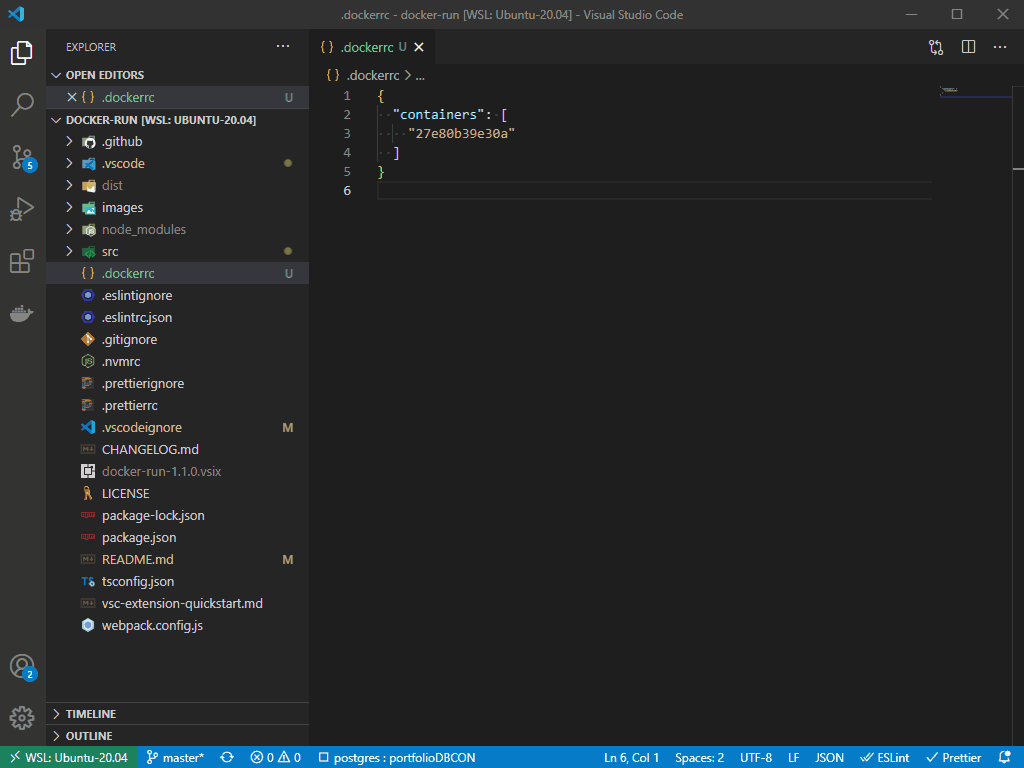 .dockerrc - docker-run [WSL: Ubuntu-20.04] - Visual Studio Code
EXPLORER
OPEN EDITORS
{ } .dockerrc U
DOCKER-RUN [WSL: UBUNTU-20.04]
.github
.vscode
dist
images
node_modules
src
{ } .dockerrc U
.eslintignore
.eslintrc.json
.gitignore
.nvmrc
.prettierignore
.prettierrc
.vscodeignore M
CHANGELOG.md
docker-run-1.1.0.vsix
LICENSE
package-lock.json
package.json
README.md M
TS tsconfig.json
vsc-extension-quickstart.md
webpack.config.js
TIMELINE
OUTLINE
5
2
{ } .dockerrc U
{ } .dockerrc > ...
1 {
2 "containers": [
3 "27e80b39e30a"
4 ]
5 }
6
WSL: Ubuntu-20.04 master* 0 0 postgres : portfolioDBCON Ln 6, Col 1 Spaces: 2 UTF-8 LF JSON ESLint Prettier